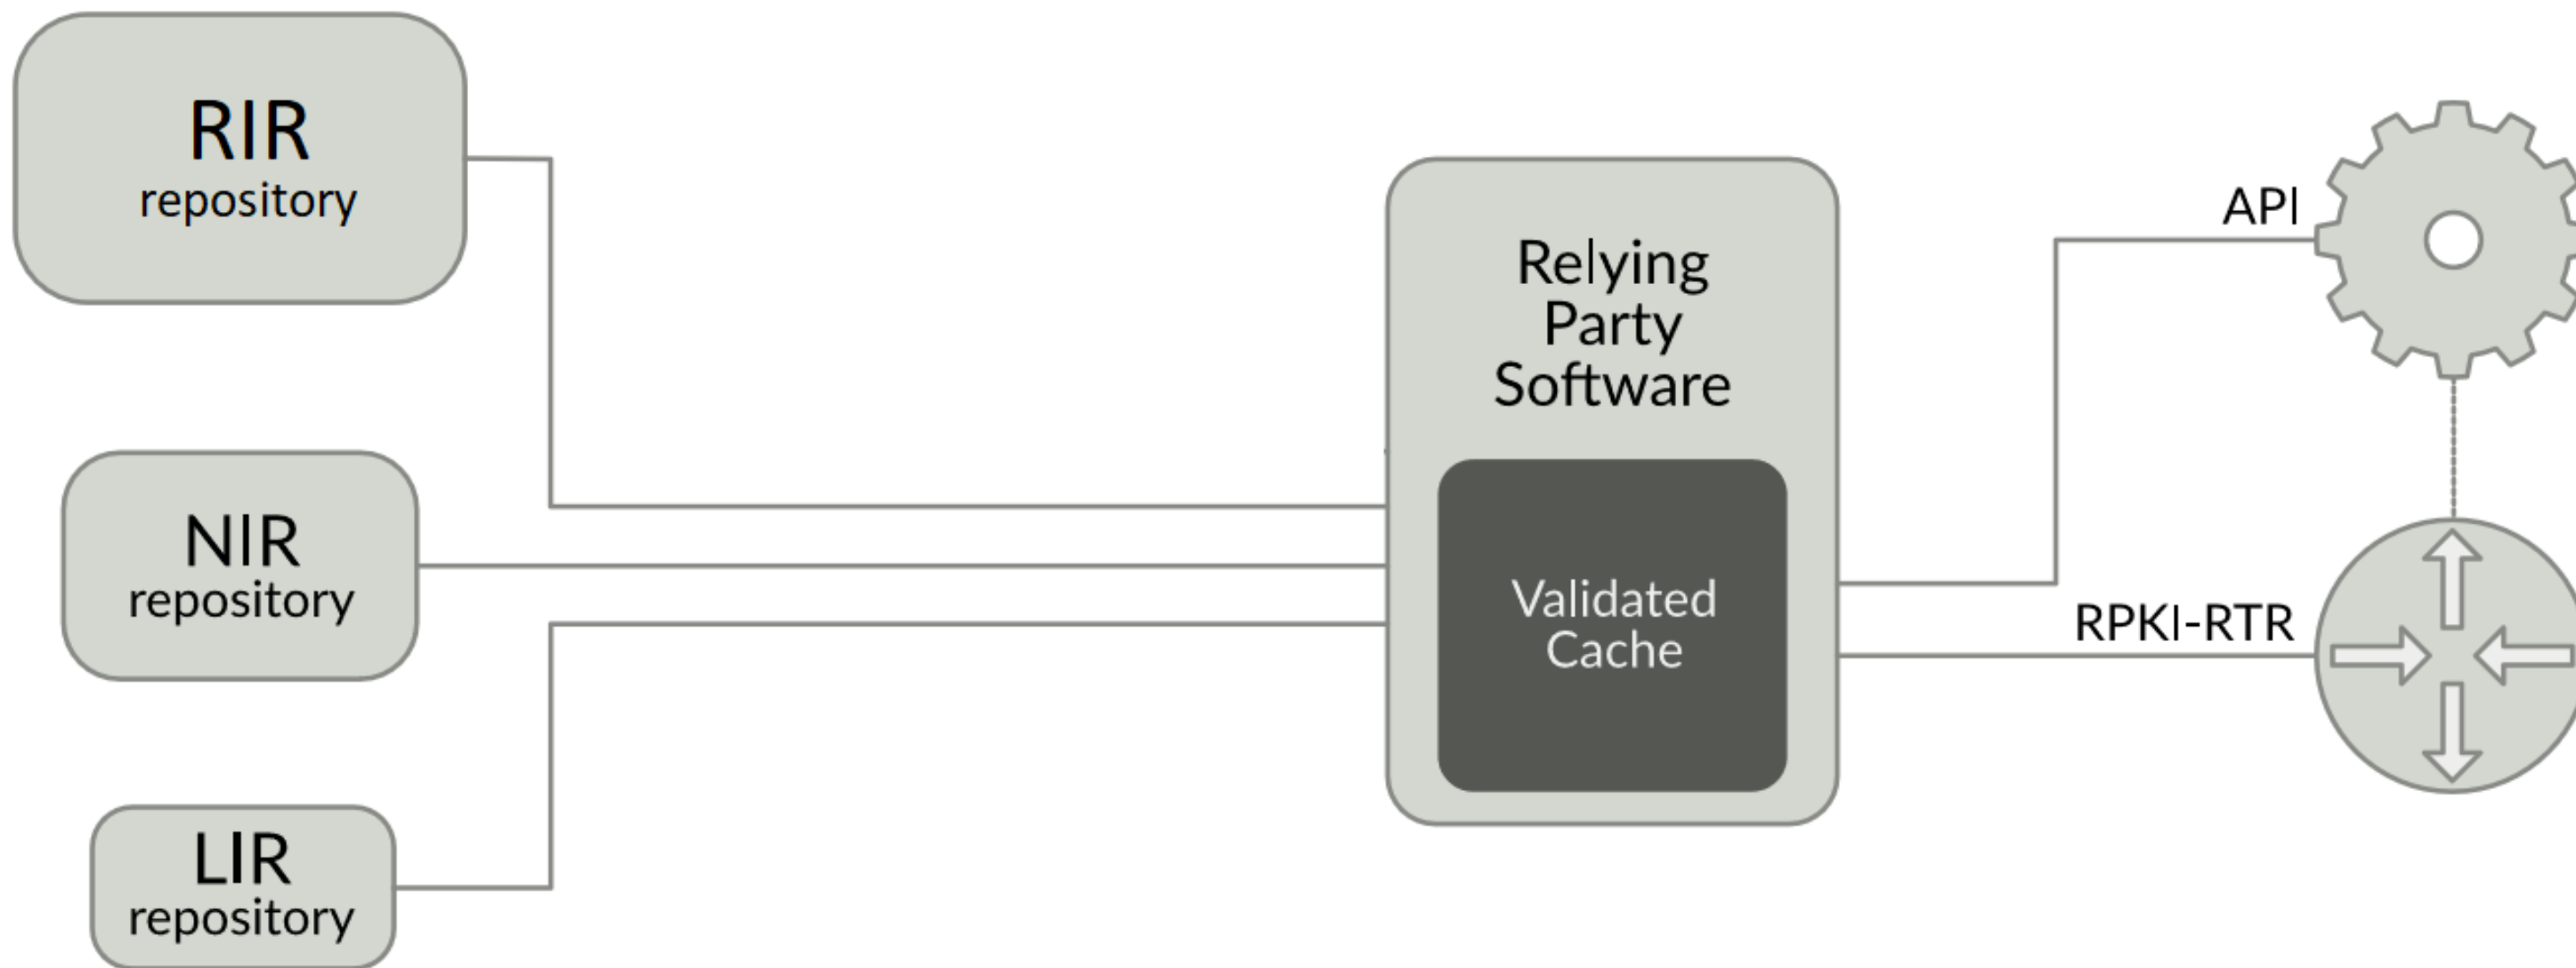 RIR
repository
NIR
repository
LIR
repository
Relying
Party
Software
Validated
Cache
API
RPKI-RTR